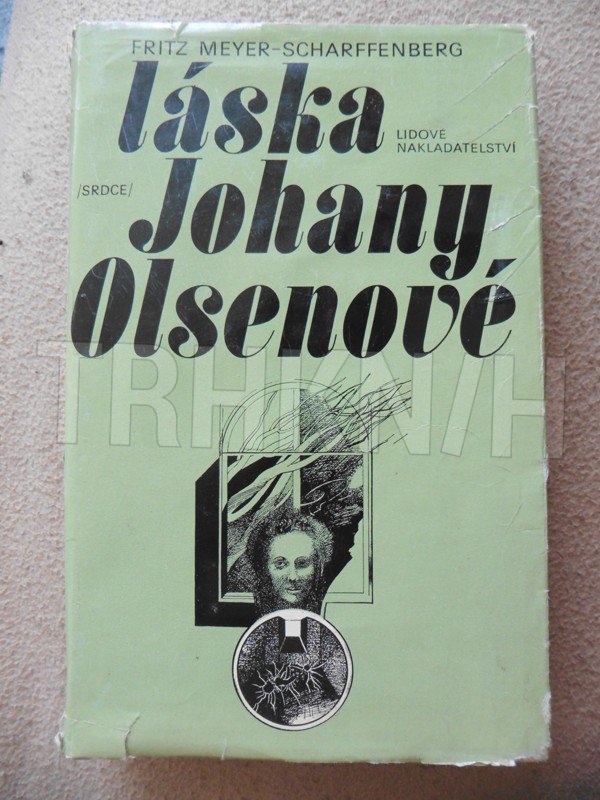 FRITZ MEYER-SCHARFFENBERG
láska
LIDOVÉ
NAKLADATELSTVÍ
/SRDCE/
Johany
Olsenové
TRHKNIH